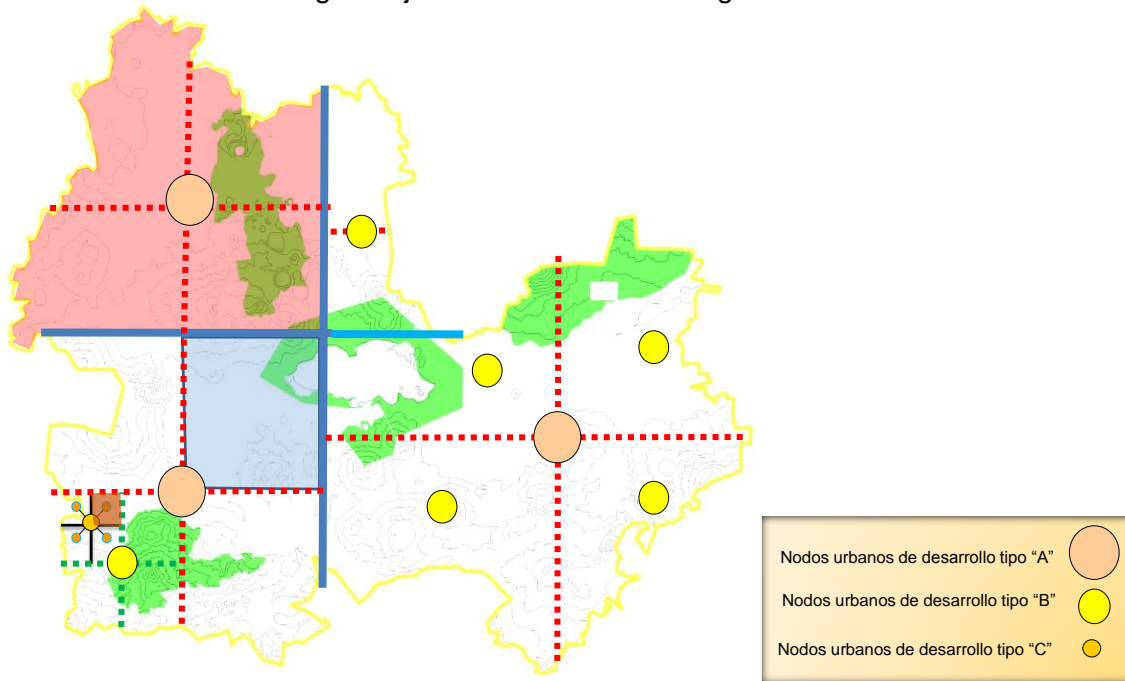 Nodos urbanos de desarrollo tipo “A”
Nodos urbanos de desarrollo tipo “B”
Nodos urbanos de desarrollo tipo “C”